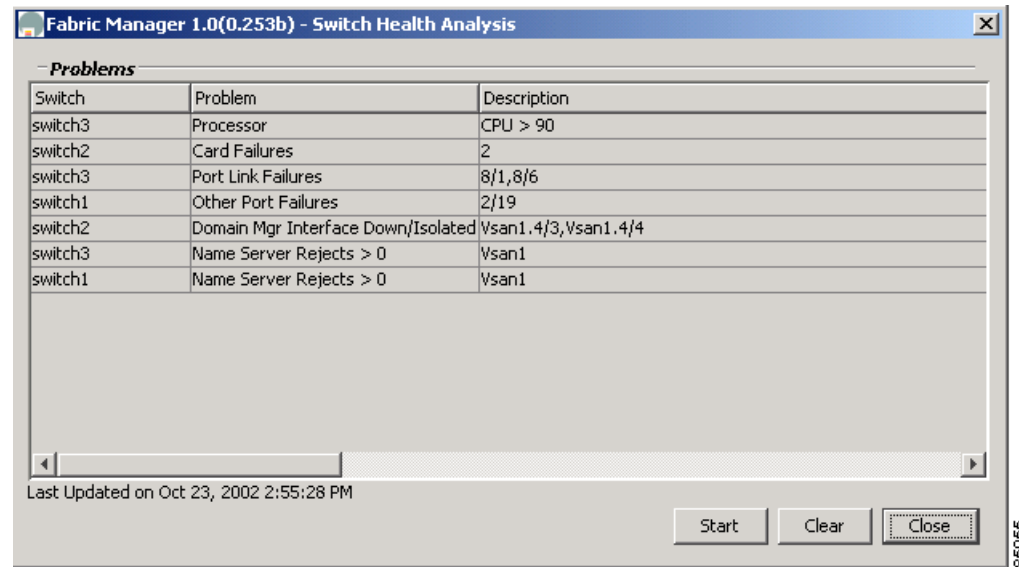 Fabric Manager 1.0(0.253b) - Switch Health Analysis
Problems
Switch Problem Description
switch3 Processor CPU > 90
switch2 Card Failures 2
switch3 Port Link Failures 8/1,8/6
switch1 Other Port Failures 2/19
switch2 Domain Mgr Interface Down/Isolated Vsan1.4/3,Vsan1.4/4
switch3 Name Server Rejects > 0 Vsan1
switch1 Name Server Rejects > 0 Vsan1
Last Updated on Oct 23, 2002 2:55:28 PM
Start Clear Close